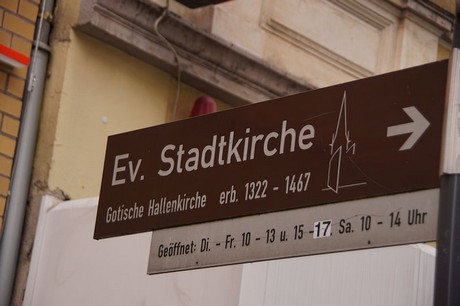 Ev. Stadtkirche
Gotische Hallenkirche erb. 1322 - 1467
Geöffnet: Di. - Fr. 10 - 13 u. 15 -17. Sa. 10 - 14 Uhr